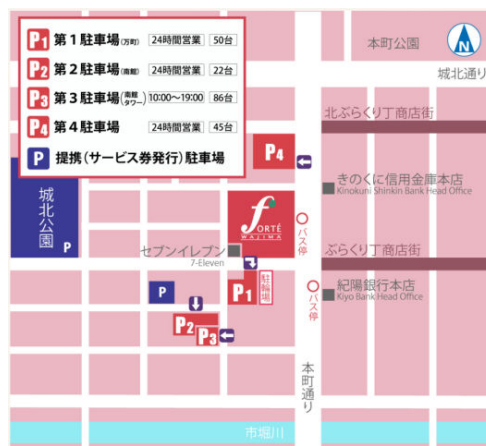 P1 第1駐車場(万町) 24時間営業 50台
P2 第2駐車場(南館) 24時間営業 22台
P3 第3駐車場(南館タワー) 10:00〜19:00 86台
P4 第4駐車場 24時間営業 45台
P 提携(サービス券発行)駐車場
本町公園
N
城北通り
北ぶらくり丁商店街
P4
城北公園
P
きのくに信用金庫本店
Kinokuni Shinkin Bank Head Office
forté
WAJIMA
バス停
セブンイレブン
7-Eleven
ぶらくり丁商店街
P
P1
駐輪場
バス停
紀陽銀行本店
Kiyo Bank Head Office
P2
P3
本町通り
市堀川